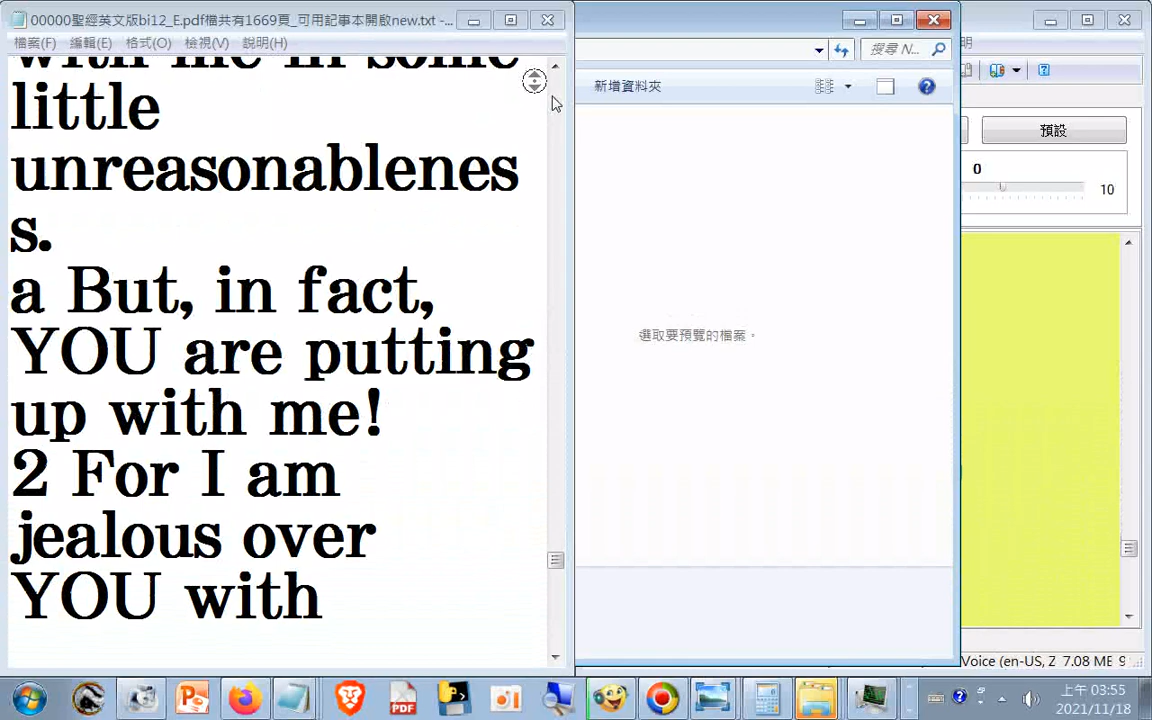 00000聖經英文版bi12_E.pdf檔共有1669頁_可用記事本開啟new.txt -...
檔案(F) 編輯(E) 格式(O) 檢視(V) 說明(H)
with me in some
little
unreasonablenes
s.
a But, in fact,
YOU are putting
up with me!
2 For I am
jealous over
YOU with
搜尋 N...
新增資料夾
選取要預覽的檔案。
明
預設
0
10
Voice (en-US, Z 7.08 MB 9
上午 03:55
2021/11/18